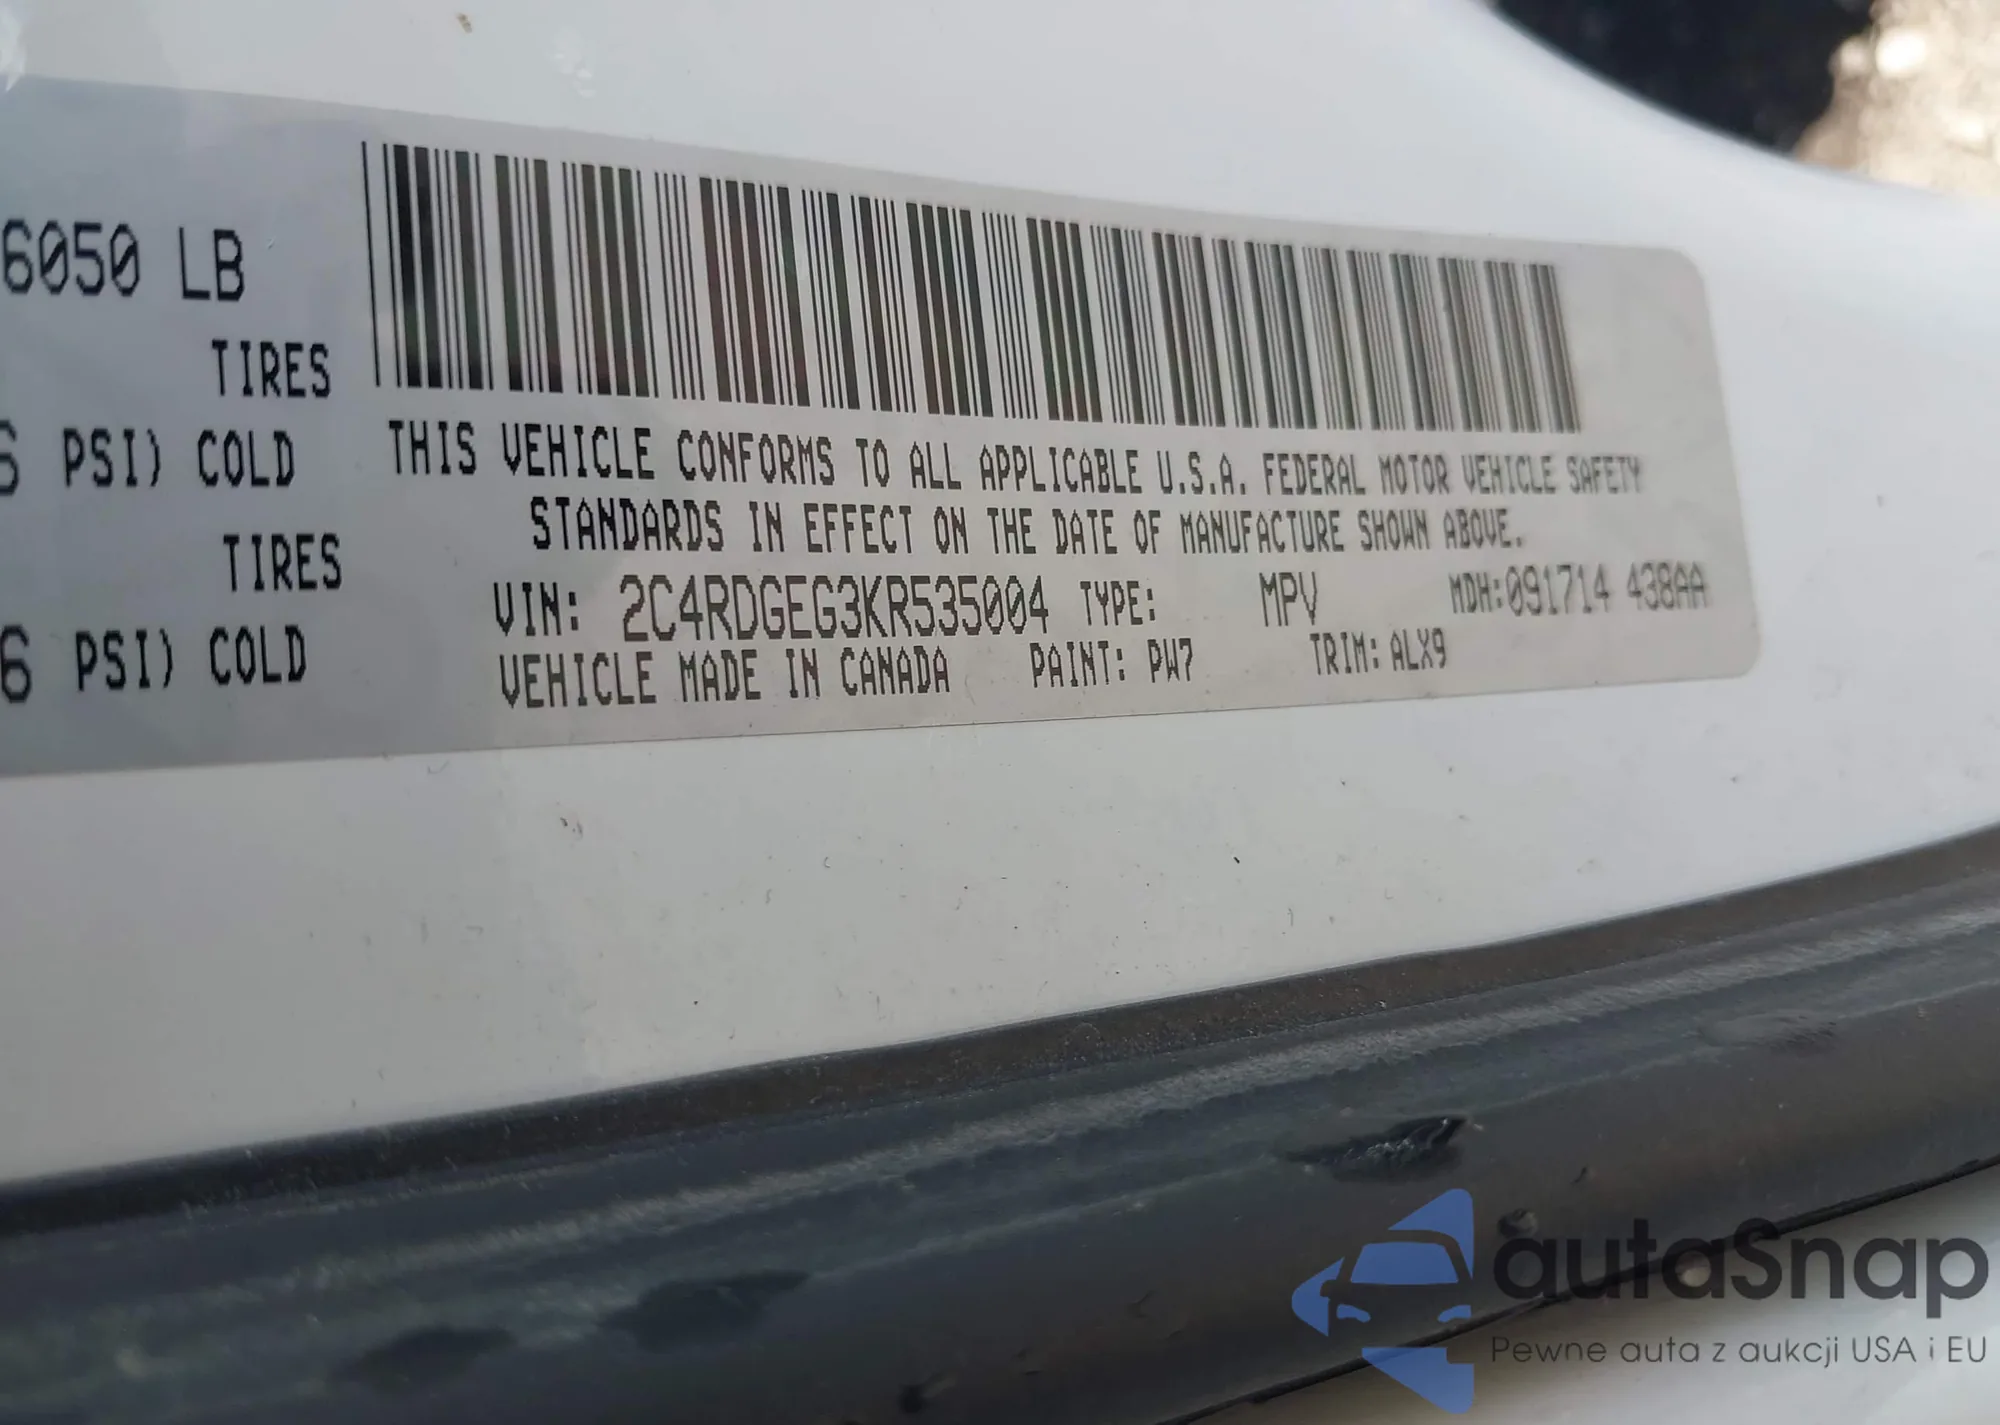 6050 LB
TIRES
6 PSI) COLD
TIRES
6 PSI) COLD
THIS VEHICLE CONFORMS TO ALL APPLICABLE U.S.A. FEDERAL MOTOR VEHICLE SAFETY
STANDARDS IN EFFECT ON THE DATE OF MANUFACTURE SHOWN ABOVE.
VIN: 2C4RDGEG3KR535004 TYPE: MPV MDH:091714 438AA
VEHICLE MADE IN CANADA PAINT: PW7 TRIM: ALX9
autaSnap
Pewne auta z aukcji USA i EU